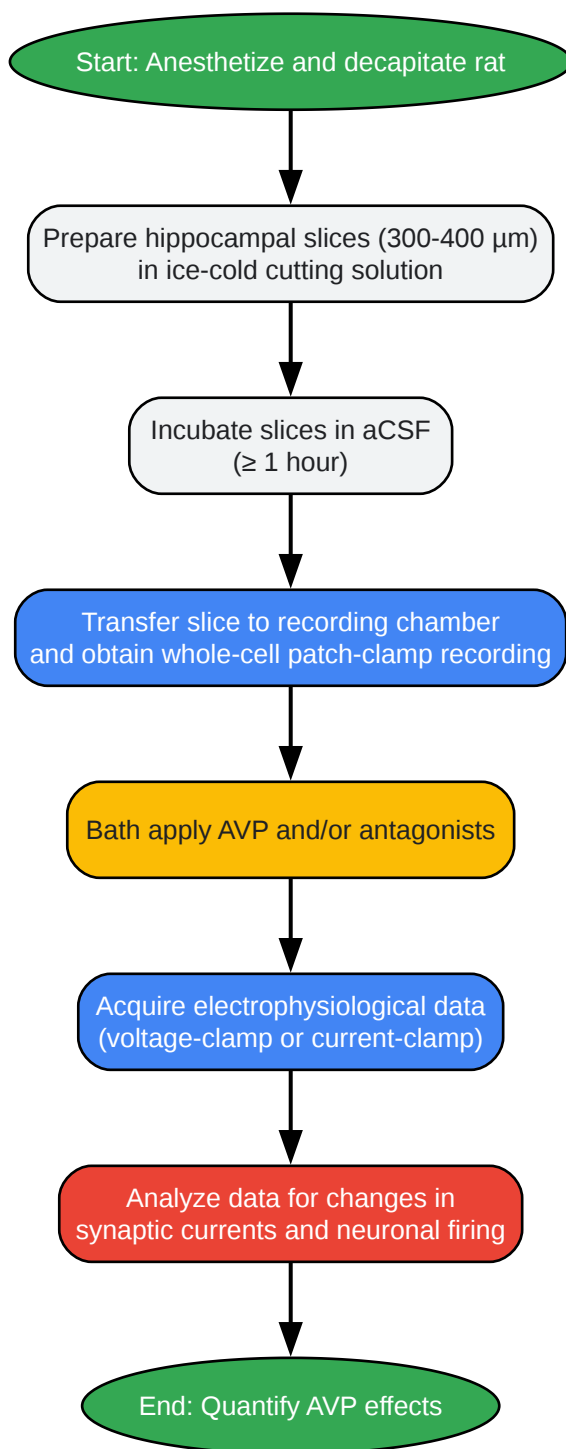 Start: Anesthetize and decapitate rat
Prepare hippocampal slices (300-400 µm)
in ice-cold cutting solution
Incubate slices in aCSF
(≥ 1 hour)
Transfer slice to recording chamber
and obtain whole-cell patch-clamp recording
Bath apply AVP and/or antagonists
Acquire electrophysiological data
(voltage-clamp or current-clamp)
Analyze data for changes in
synaptic currents and neuronal firing
End: Quantify AVP effects